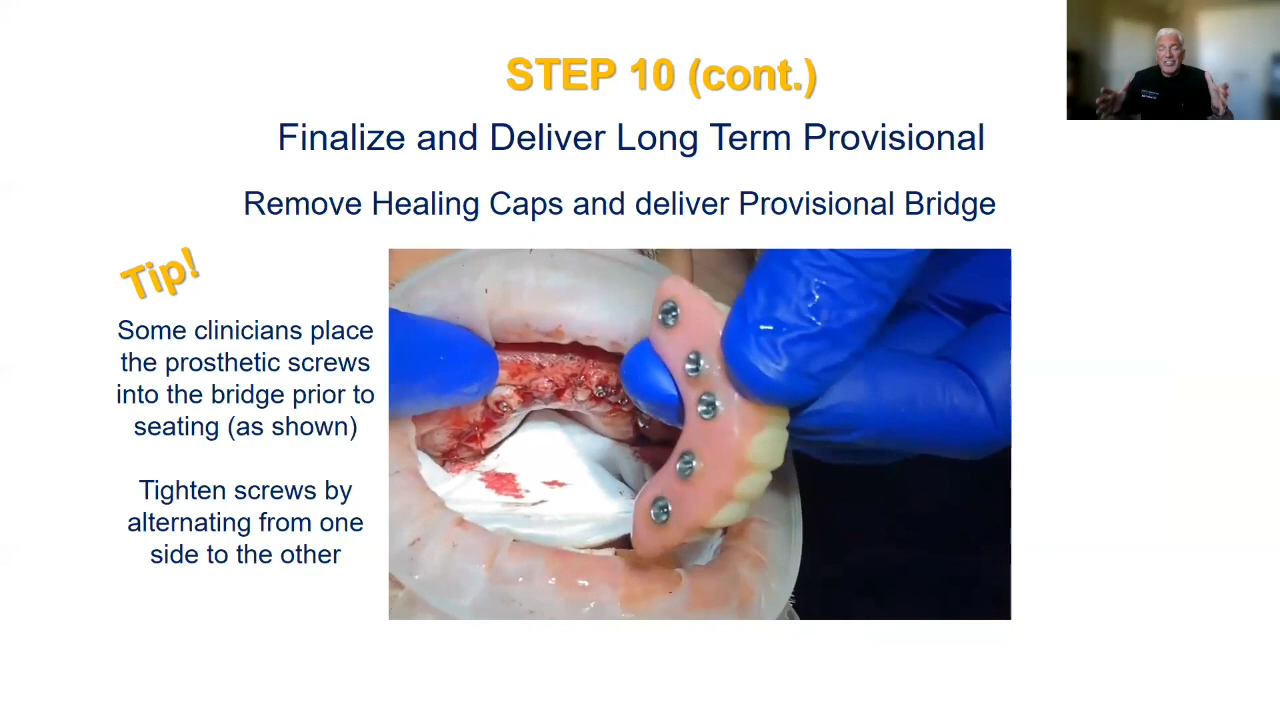 STEP 10 (cont.)
Finalize and Deliver Long Term Provisional
Remove Healing Caps and deliver Provisional Bridge
Tip!
Some clinicians place
the prosthetic screws
into the bridge prior to
seating (as shown)
Tighten screws by
alternating from one
side to the other